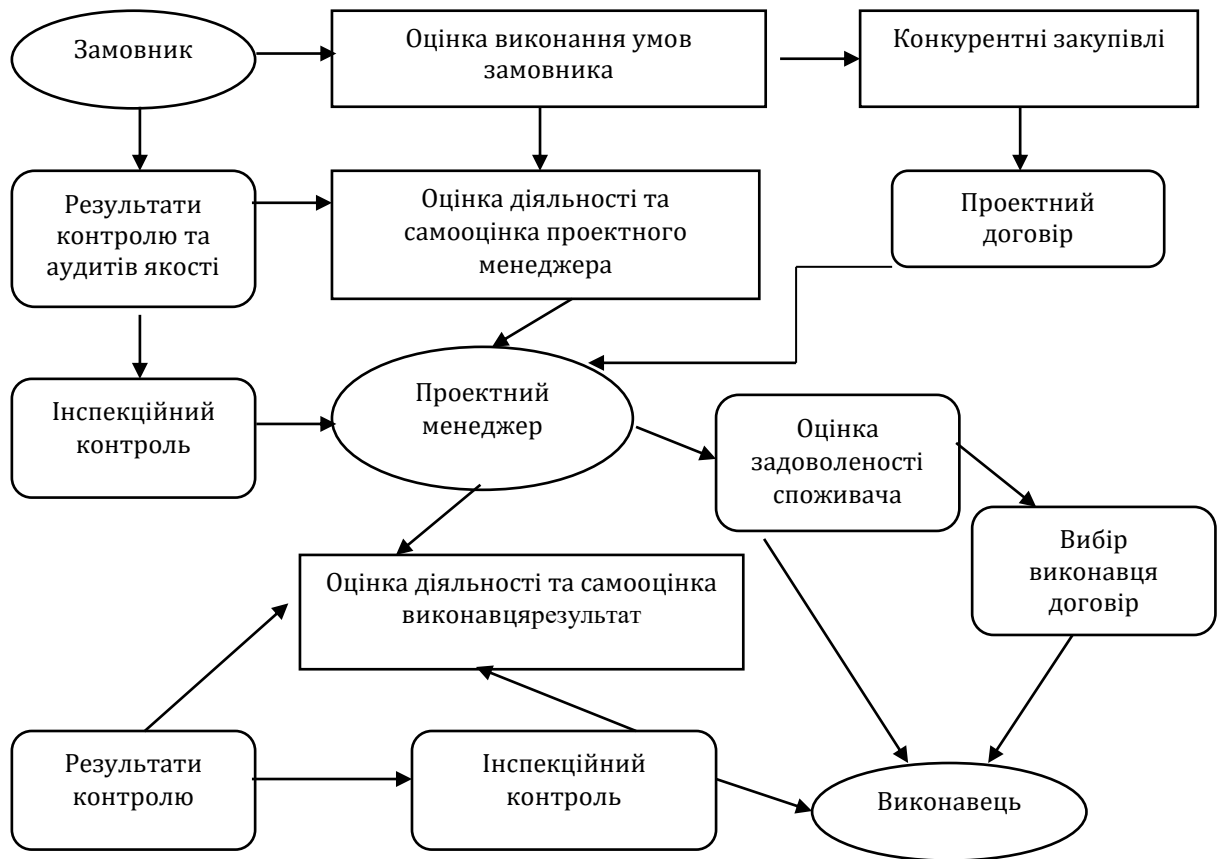 Замовник
Оцінка виконання умов
замовника
Конкурентні закупівлі
Результати
контролю та
аудитів якості
Оцінка діяльності та
самооцінка проектного
менеджера
Проектний
договір
Інспекційний
контроль
Проектний
менеджер
Оцінка
задоволеності
споживача
Вибір
виконавця
договір
Оцінка діяльності та самооцінка
виконавцярезультат
Результати
контролю
Інспекційний
контроль
Виконавець